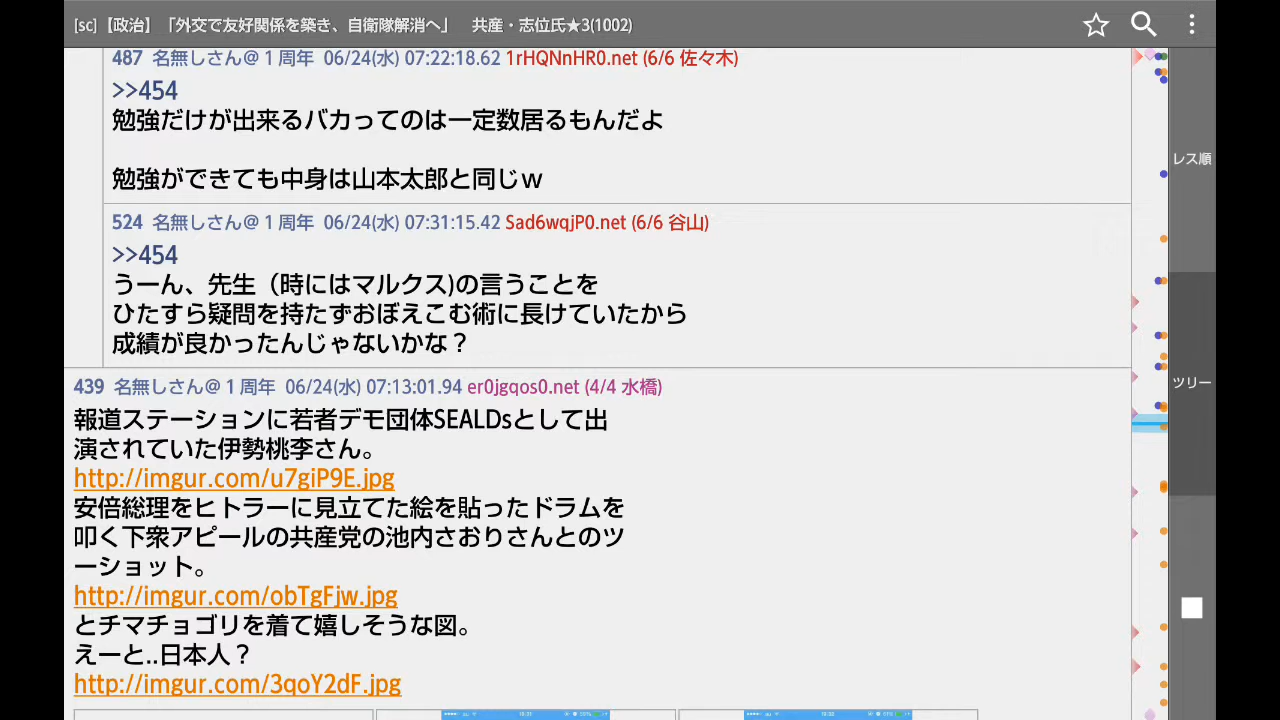 [sc]【政治】「外交で友好関係を築き、自衛隊解消へ」　共産・志位氏★3(1002)
487 名無しさん@１周年 06/24(水) 07:22:18.62 1rHQNnHR0.net (6/6 佐々木)
>>454
勉強だけが出来るバカってのは一定数居るもんだよ
勉強ができても中身は山本太郎と同じｗ
524 名無しさん@１周年 06/24(水) 07:31:15.42 Sad6wqjP0.net (6/6 谷山)
>>454
うーん、先生（時にはマルクス)の言うことを
ひたすら疑問を持たずおぼえこむ術に長けていたから
成績が良かったんじゃないかな？
439 名無しさん@１周年 06/24(水) 07:13:01.94 er0jgqos0.net (4/4 水橋)
報道ステーションに若者デモ団体SEALDsとして出
演されていた伊勢桃李さん。
http://imgur.com/u7giP9E.jpg
安倍総理をヒトラーに見立てた絵を貼ったドラムを
叩く下衆アピールの共産党の池内さおりさんとのツ
ーショット。
http://imgur.com/obTgFjw.jpg
とチマチョゴリを着て嬉しそうな図。
えーと..日本人？
http://imgur.com/3qoY2dF.jpg
レス順
ツリー